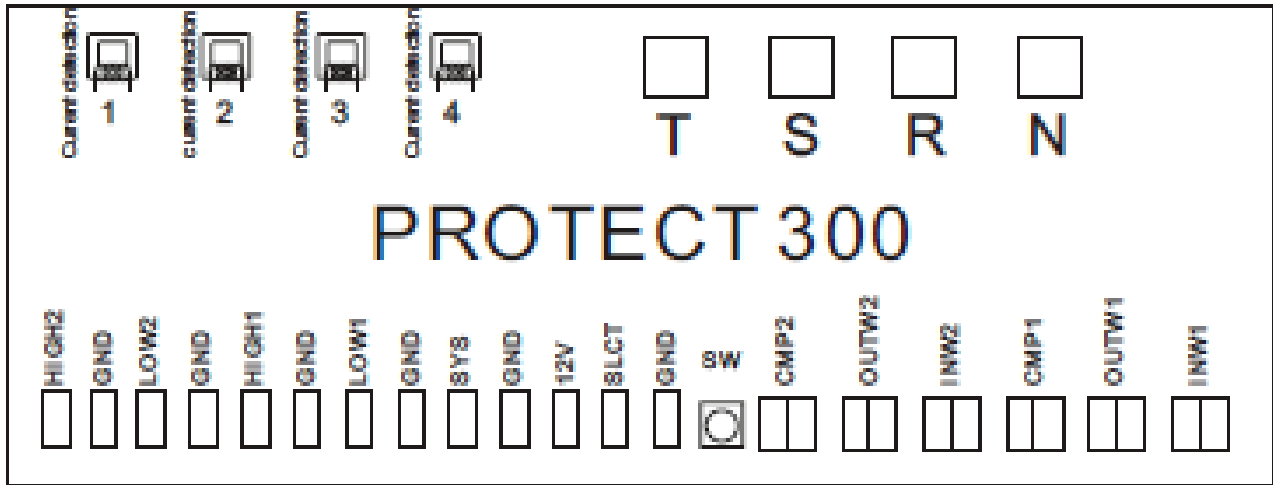 Current detection
1
current detection
2
Current detection
3
Current detection
4
T S R N
PROTECT 300
HIGH2
GND
LOW2
GND
HIGH1
GND
LOW1
GND
SYS
GND
12V
SLCT
GND
SW
CMP2
OUTW2
INW2
CMP1
OUTW1
INW1